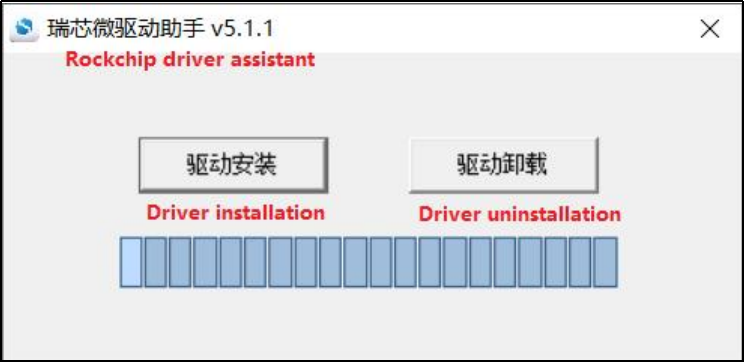 瑞芯微驱动助手 v5.1.1
Rockchip driver assistant
驱动安装
驱动卸载
Driver installation
Driver uninstallation